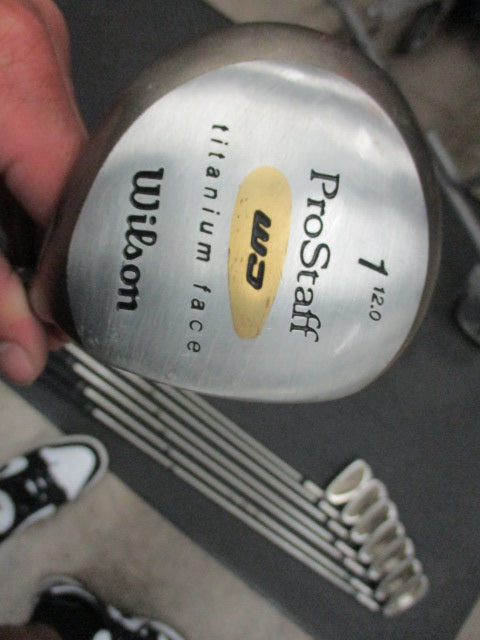 1 12.0
ProStaff
titanium face
Wilson